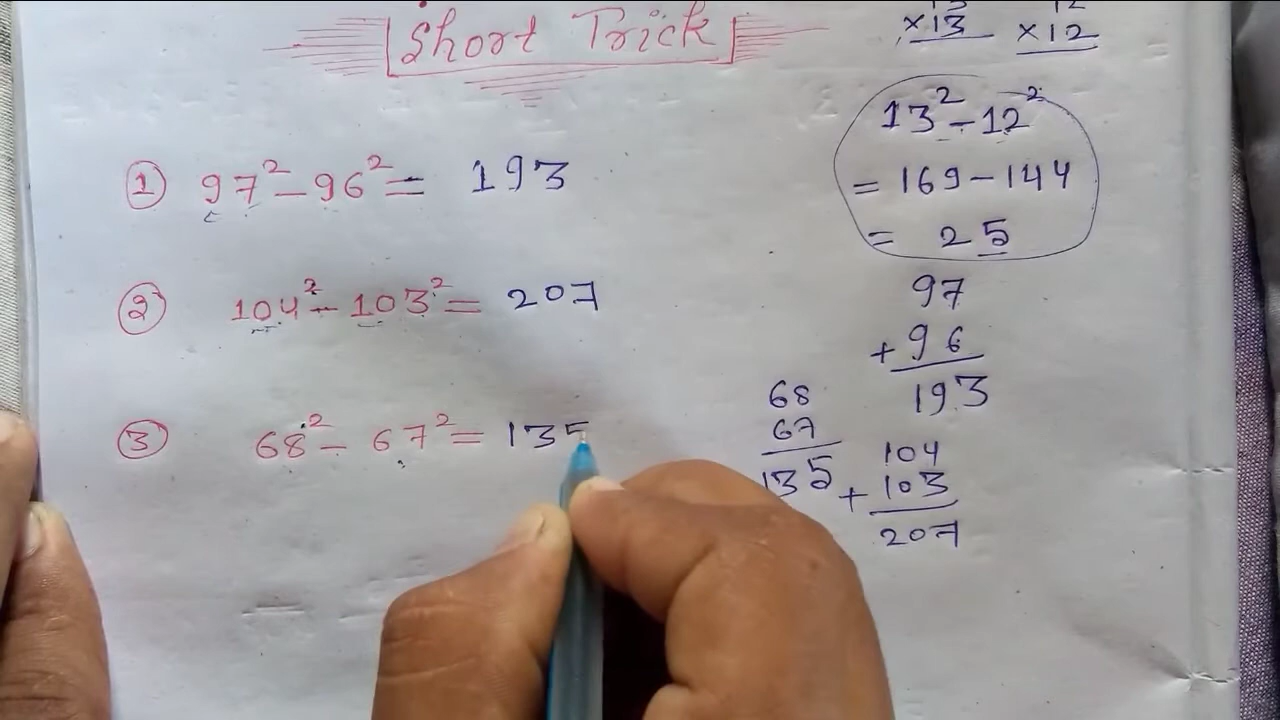 Short Trick
×13 ×12
① 97² - 96² = 193
② 104² - 103² = 207
③ 68² - 67² = 135
13² - 12²
= 169 - 144
= 25
97
+ 96
193
68
67
135
104
+ 103
207